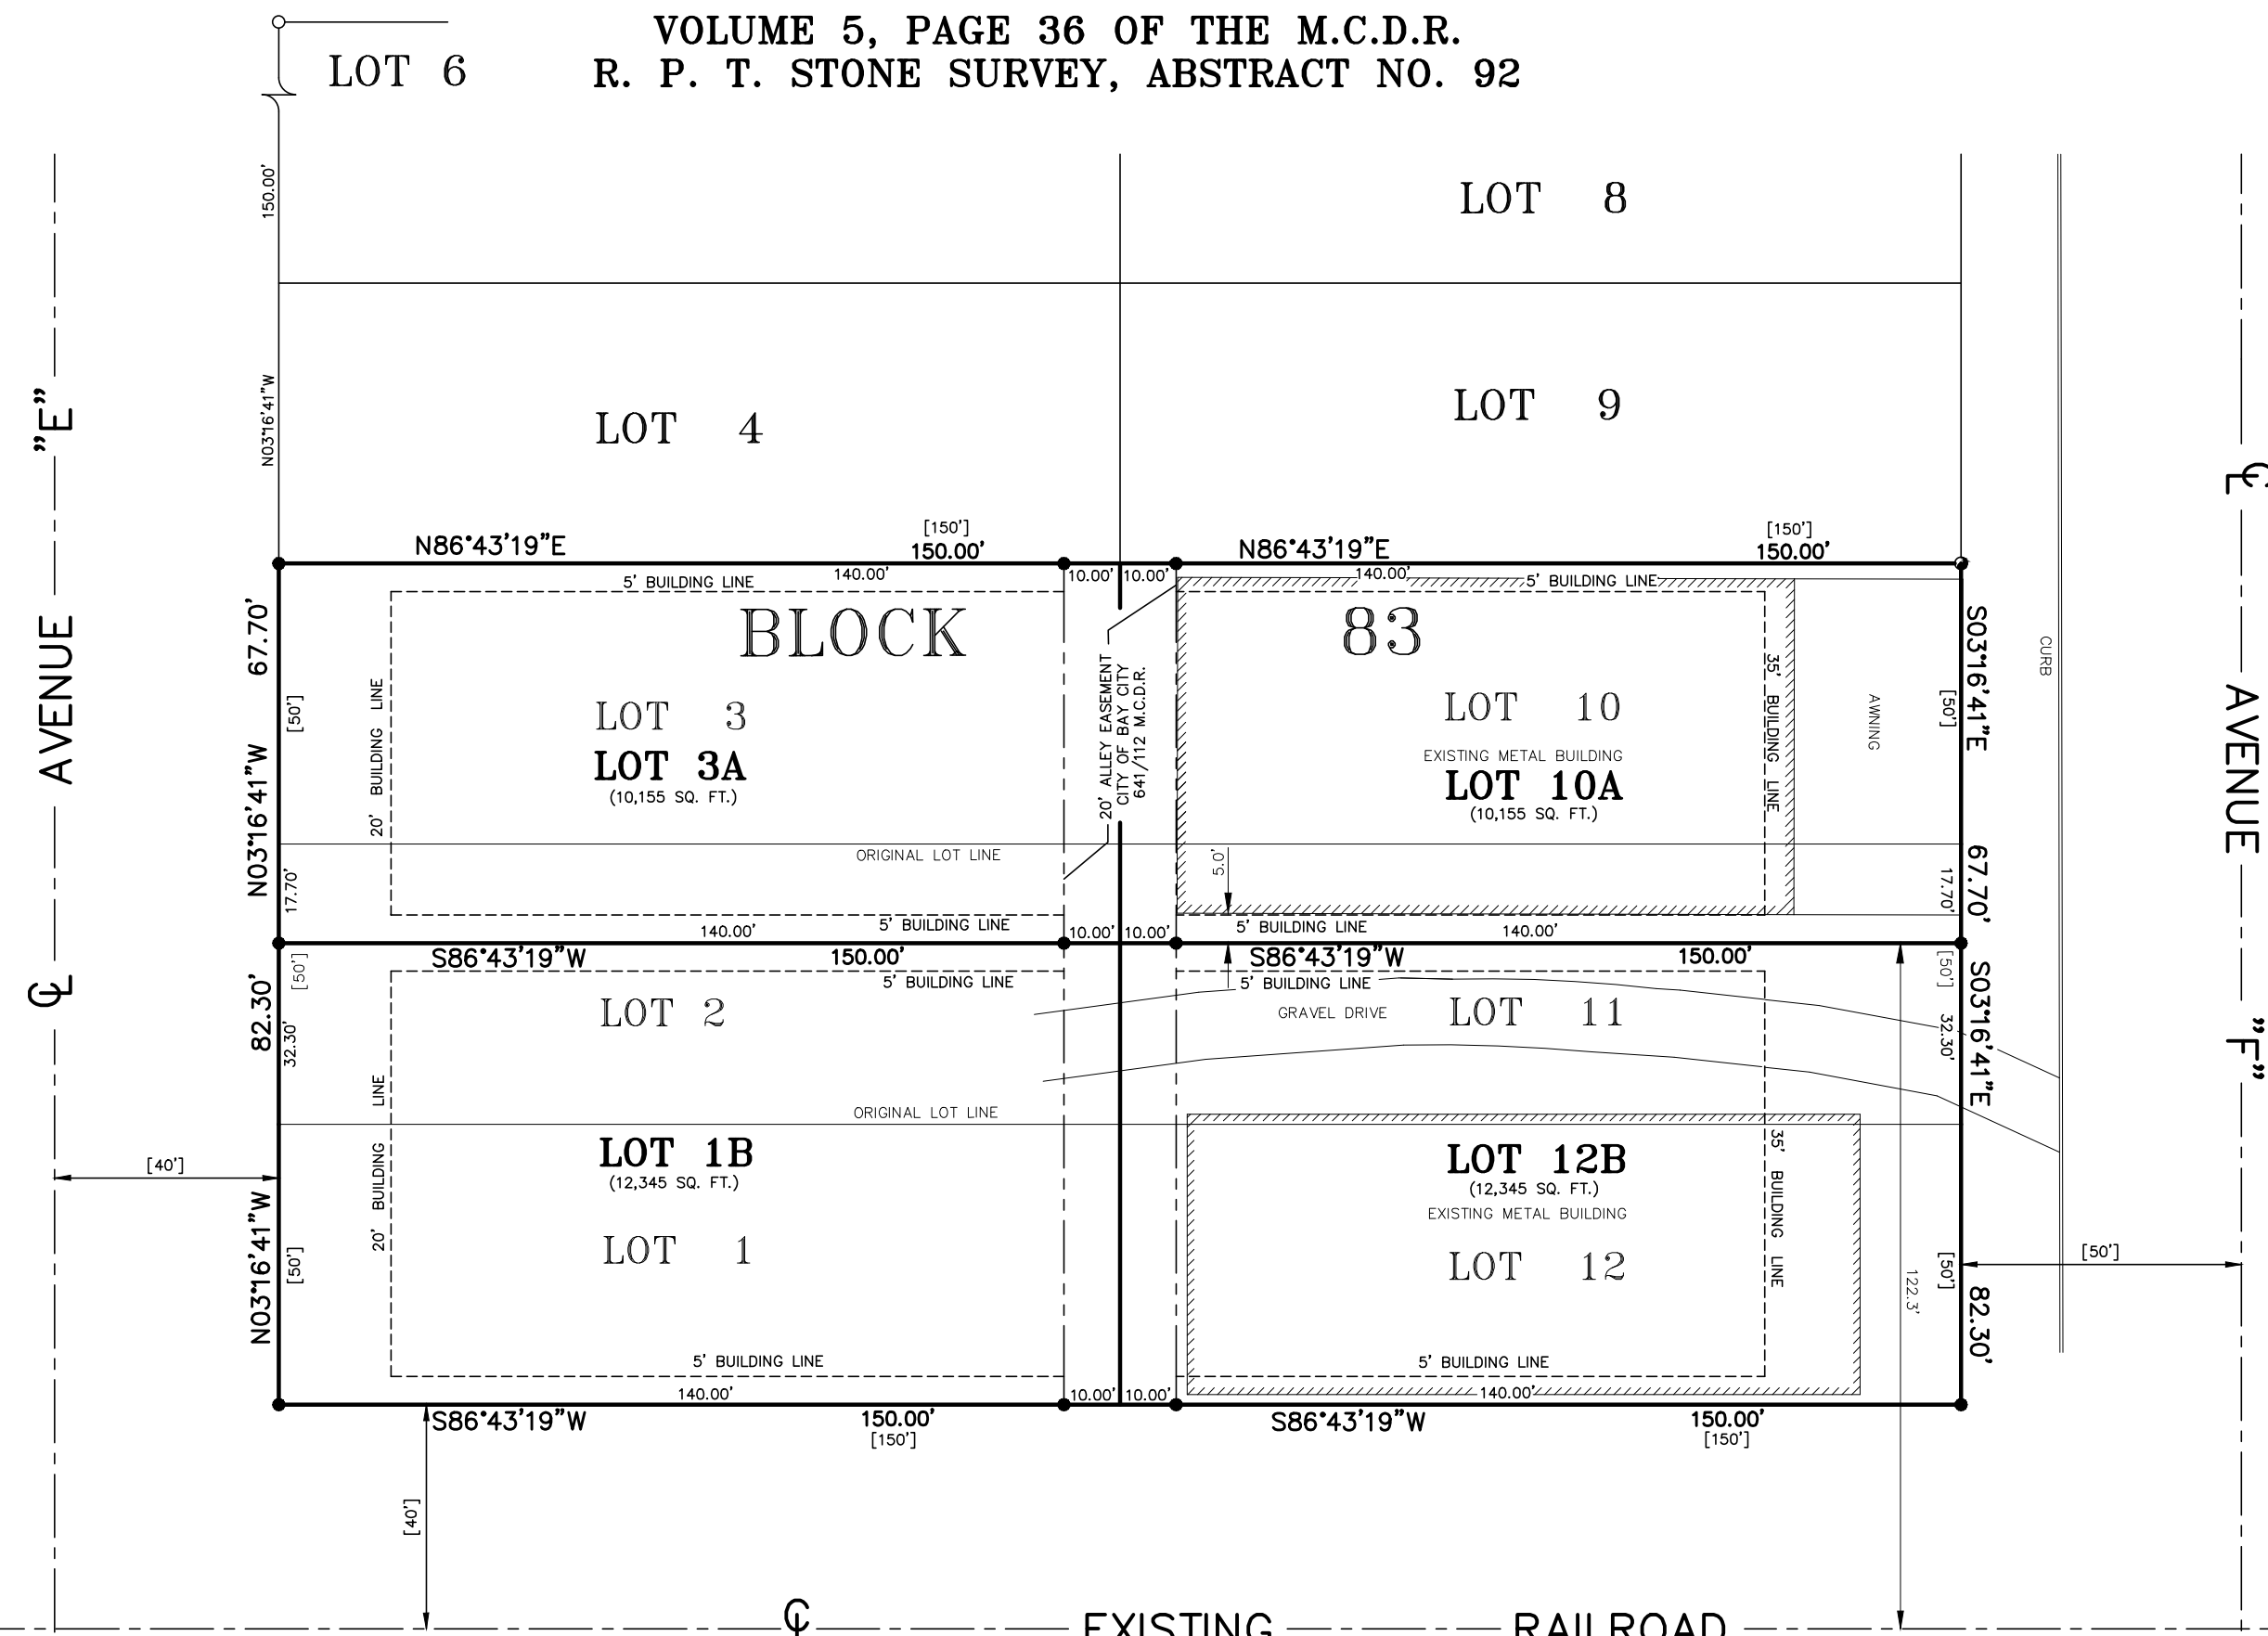 VOLUME 5, PAGE 36 OF THE M.C.D.R.
R. P. T. STONE SURVEY, ABSTRACT NO. 92
LOT 6
150.00'
N03°16'41"W
LOT 8
LOT 4
LOT 9
AVENUE "E"
℄
℄
AVENUE "F"
CURB
[150']
[150']
N86°43'19"E
150.00'
N86°43'19"E
150.00'
140.00'
10.00'
10.00'
140.00'
5' BUILDING LINE
5' BUILDING LINE
BLOCK 83
67.70'
[50']
N03°16'41"W
17.70'
20' BUILDING LINE
LOT 3
LOT 3A
(10,155 SQ. FT.)
ORIGINAL LOT LINE
20' ALLEY EASEMENT
CITY OF BAY CITY
641/112 M.C.D.R.
LOT 10
EXISTING METAL BUILDING
LOT 10A
(10,155 SQ. FT.)
35' BUILDING LINE
AWNING
[50']
S03°16'41"E
67.70'
17.70'
5.0'
5' BUILDING LINE
140.00'
10.00'
10.00'
5' BUILDING LINE
140.00'
S86°43'19"W
150.00'
S86°43'19"W
150.00'
5' BUILDING LINE
5' BUILDING LINE
[50']
82.30'
32.30'
LOT 2
GRAVEL DRIVE
LOT 11
[50']
32.30'
S03°16'41"E
ORIGINAL LOT LINE
20' BUILDING LINE
LOT 1B
(12,345 SQ. FT.)
LOT 1
LOT 12B
(12,345 SQ. FT.)
EXISTING METAL BUILDING
LOT 12
35' BUILDING LINE
[40']
N03°16'41"W
[50']
122.3'
[50']
82.30'
[50']
5' BUILDING LINE
5' BUILDING LINE
140.00'
10.00'
10.00'
140.00'
S86°43'19"W
150.00'
[150']
S86°43'19"W
150.00'
[150']
[40']
℄ EXISTING RAILROAD